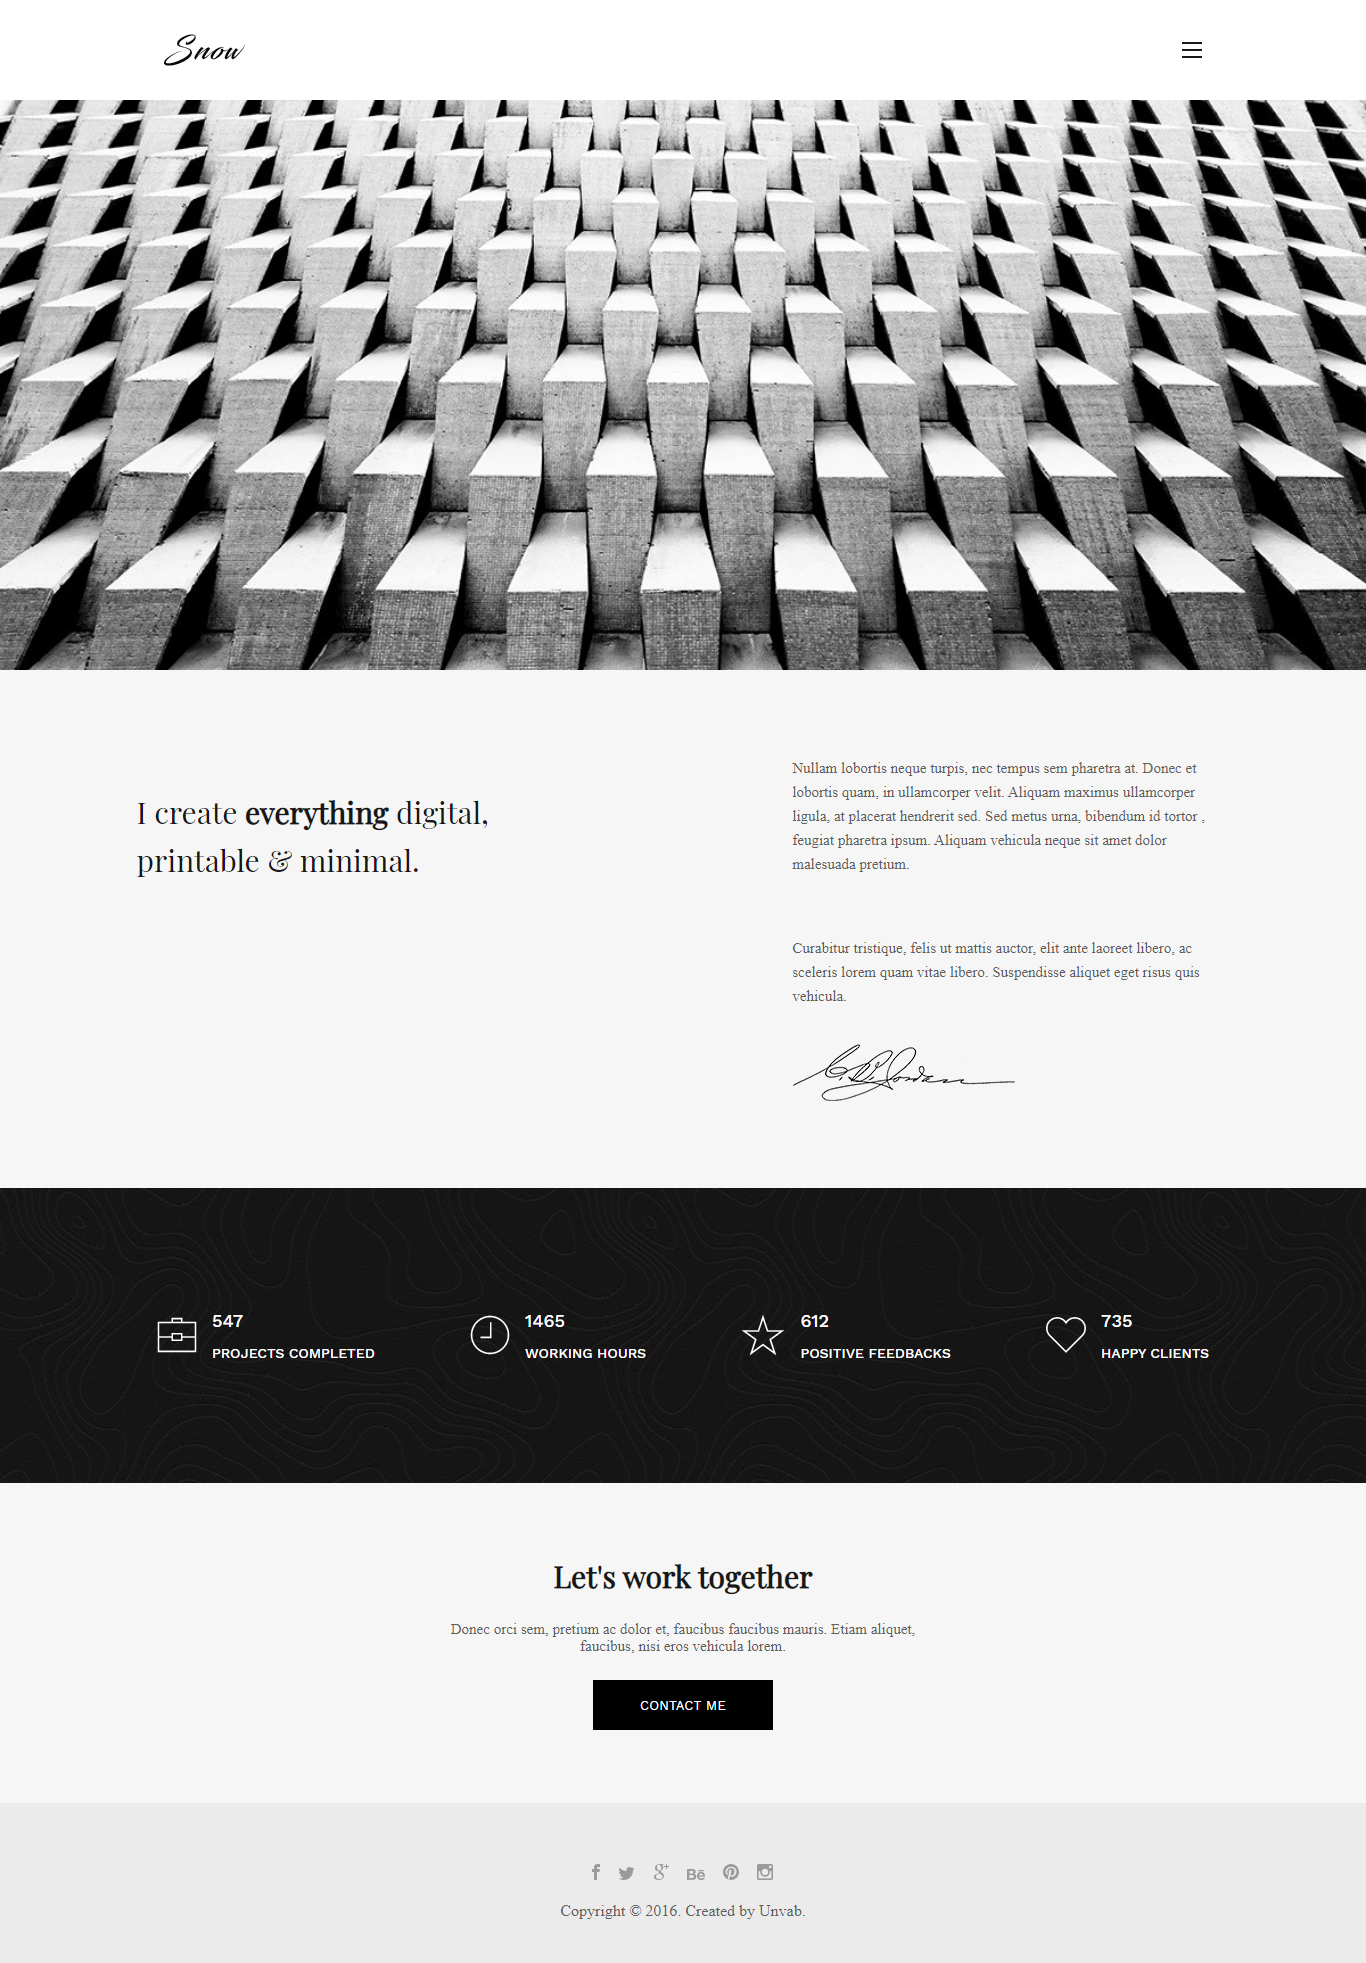 Snow
I create everything digital,
printable & minimal.
Nullam lobortis neque turpis, nec tempus sem pharetra at. Donec et
lobortis quam, in ullamcorper velit. Aliquam maximus ullamcorper
ligula, at placerat hendrerit sed. Sed metus urna, bibendum id tortor ,
feugiat pharetra ipsum. Aliquam vehicula neque sit amet dolor
malesuada pretium.
Curabitur tristique, felis ut mattis auctor, elit ante laoreet libero, ac
sceleris lorem quam vitae libero. Suspendisse aliquet eget risus quis
vehicula.
547
PROJECTS COMPLETED
1465
WORKING HOURS
612
POSITIVE FEEDBACKS
735
HAPPY CLIENTS
Let's work together
Donec orci sem, pretium ac dolor et, faucibus faucibus mauris. Etiam aliquet,
faucibus, nisi eros vehicula lorem.
CONTACT ME
Copyright © 2016. Created by Unvab.